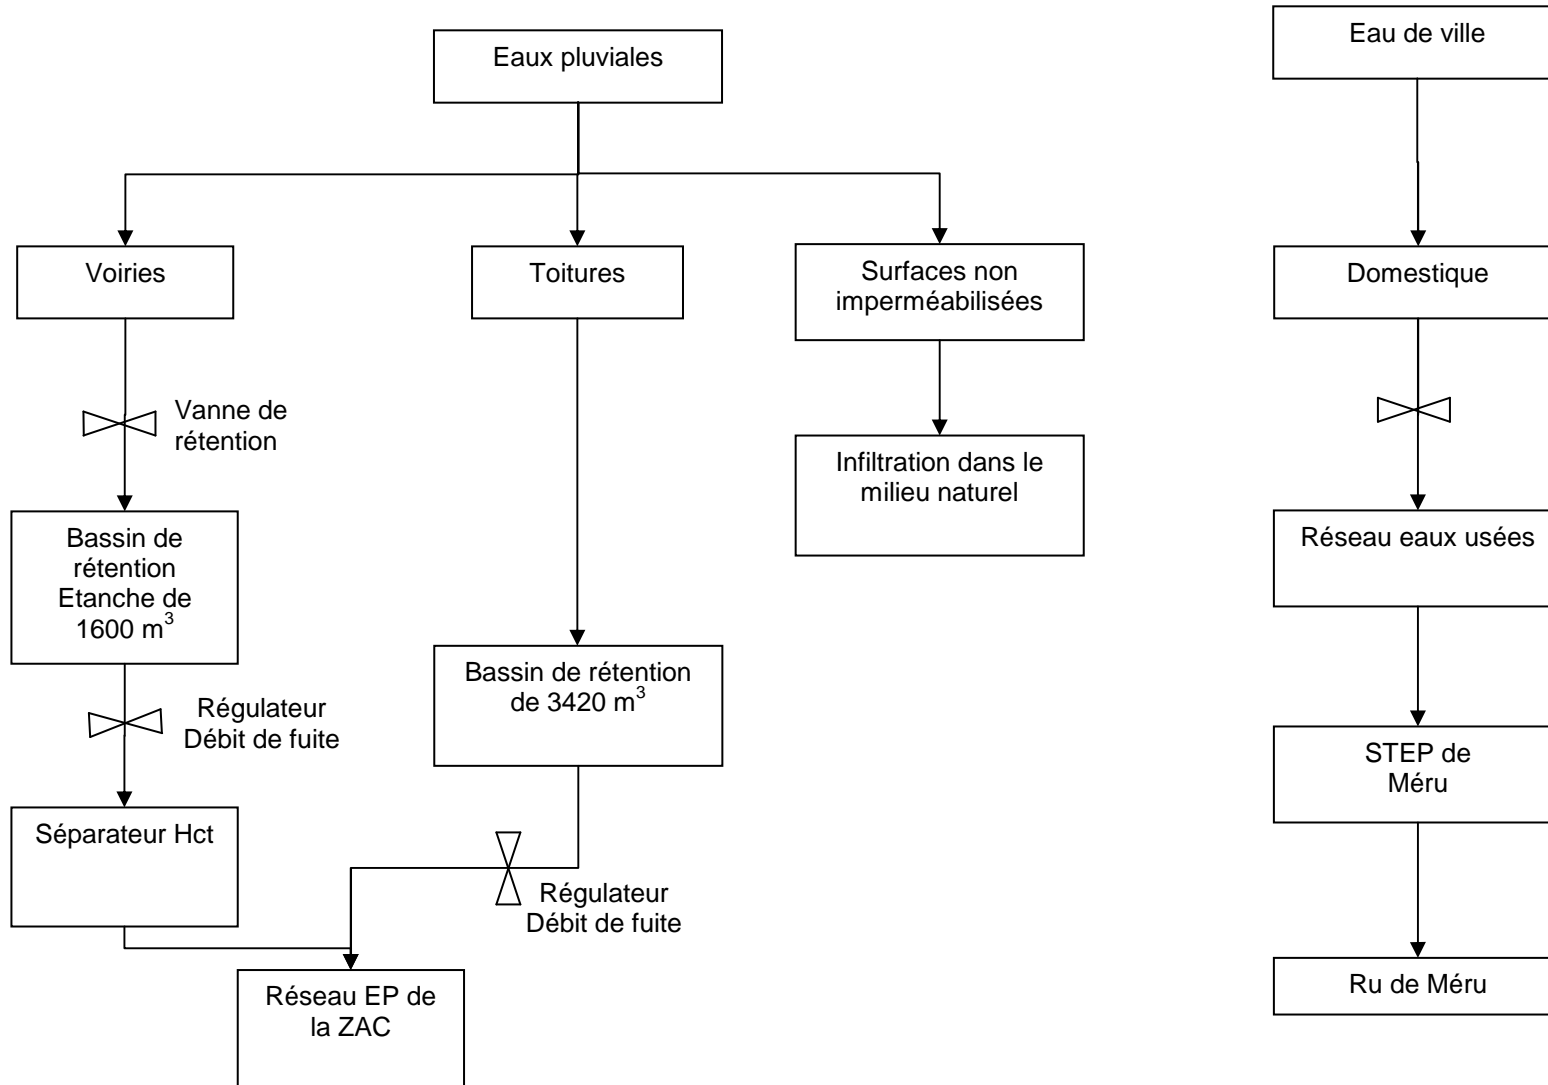 Eaux pluviales
Eau de ville
Voiries
Toitures
Surfaces non
imperméabilisées
Domestique
Vanne de
rétention
Infiltration dans le
milieu naturel
Bassin de
rétention
Etanche de
1600 m³
Réseau eaux usées
Bassin de rétention
de 3420 m³
Régulateur
Débit de fuite
STEP de
Méru
Séparateur Hct
Régulateur
Débit de fuite
Réseau EP de
la ZAC
Ru de Méru